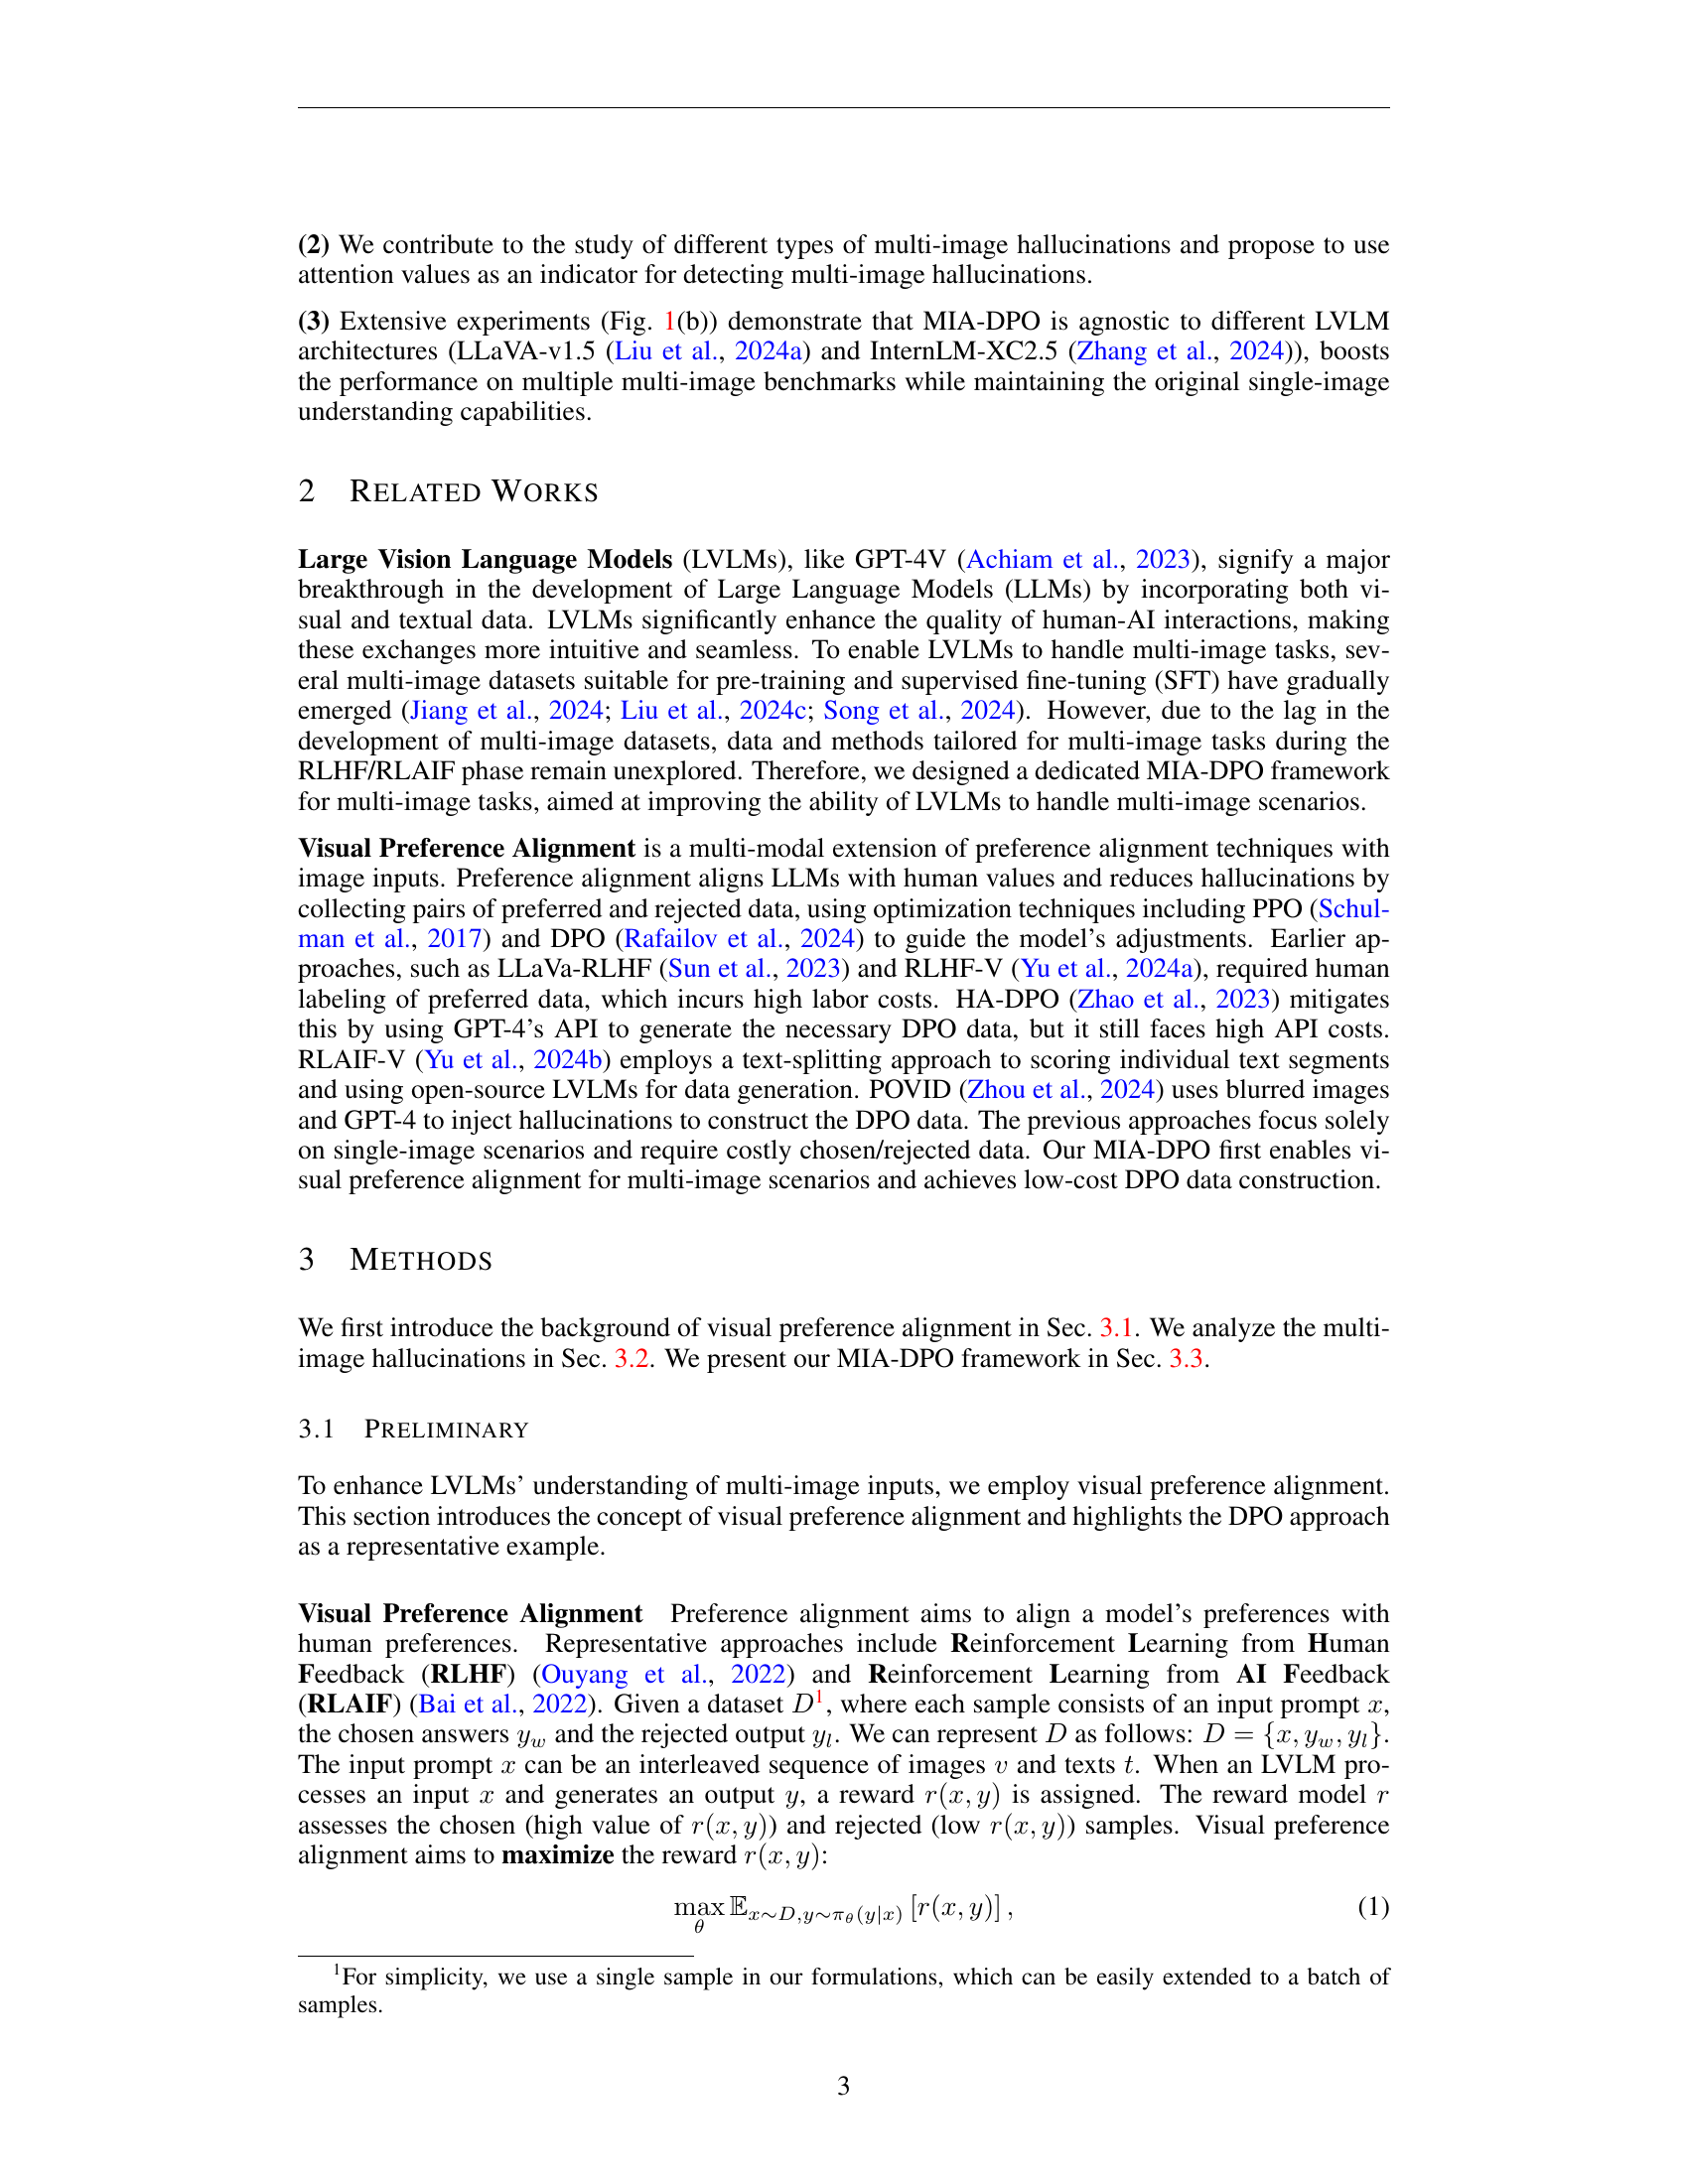 (2) We contribute to the study of different types of multi-image hallucinations and propose to use
attention values as an indicator for detecting multi-image hallucinations.
(3) Extensive experiments (Fig. 1(b)) demonstrate that MIA-DPO is agnostic to different LVLM
architectures (LLaVA-v1.5 (Liu et al., 2024a) and InternLM-XC2.5 (Zhang et al., 2024)), boosts
the performance on multiple multi-image benchmarks while maintaining the original single-image
understanding capabilities.
2 RELATED WORKS
Large Vision Language Models (LVLMs), like GPT-4V (Achiam et al., 2023), signify a major
breakthrough in the development of Large Language Models (LLMs) by incorporating both vi-
sual and textual data. LVLMs significantly enhance the quality of human-AI interactions, making
these exchanges more intuitive and seamless. To enable LVLMs to handle multi-image tasks, sev-
eral multi-image datasets suitable for pre-training and supervised fine-tuning (SFT) have gradually
emerged (Jiang et al., 2024; Liu et al., 2024c; Song et al., 2024). However, due to the lag in the
development of multi-image datasets, data and methods tailored for multi-image tasks during the
RLHF/RLAIF phase remain unexplored. Therefore, we designed a dedicated MIA-DPO framework
for multi-image tasks, aimed at improving the ability of LVLMs to handle multi-image scenarios.
Visual Preference Alignment is a multi-modal extension of preference alignment techniques with
image inputs. Preference alignment aligns LLMs with human values and reduces hallucinations by
collecting pairs of preferred and rejected data, using optimization techniques including PPO (Schul-
man et al., 2017) and DPO (Rafailov et al., 2024) to guide the model's adjustments. Earlier ap-
proaches, such as LLaVa-RLHF (Sun et al., 2023) and RLHF-V (Yu et al., 2024a), required human
labeling of preferred data, which incurs high labor costs. HA-DPO (Zhao et al., 2023) mitigates
this by using GPT-4's API to generate the necessary DPO data, but it still faces high API costs.
RLAIF-V (Yu et al., 2024b) employs a text-splitting approach to scoring individual text segments
and using open-source LVLMs for data generation. POVID (Zhou et al., 2024) uses blurred images
and GPT-4 to inject hallucinations to construct the DPO data. The previous approaches focus solely
on single-image scenarios and require costly chosen/rejected data. Our MIA-DPO first enables vi-
sual preference alignment for multi-image scenarios and achieves low-cost DPO data construction.
3 METHODS
We first introduce the background of visual preference alignment in Sec. 3.1. We analyze the multi-
image hallucinations in Sec. 3.2. We present our MIA-DPO framework in Sec. 3.3.
3.1 PRELIMINARY
To enhance LVLMs' understanding of multi-image inputs, we employ visual preference alignment.
This section introduces the concept of visual preference alignment and highlights the DPO approach
as a representative example.
Visual Preference Alignment Preference alignment aims to align a model's preferences with
human preferences. Representative approaches include Reinforcement Learning from Human
Feedback (RLHF) (Ouyang et al., 2022) and Reinforcement Learning from AI Feedback
(RLAIF) (Bai et al., 2022). Given a dataset D¹, where each sample consists of an input prompt x,
the chosen answers y_w and the rejected output y_l. We can represent D as follows: D = {x, y_w, y_l}.
The input prompt x can be an interleaved sequence of images v and texts t. When an LVLM pro-
cesses an input x and generates an output y, a reward r(x, y) is assigned. The reward model r
assesses the chosen (high value of r(x, y)) and rejected (low r(x, y)) samples. Visual preference
alignment aims to maximize the reward r(x, y):
max_θ 𝔼_{x∼D,y∼π_θ(y|x)} [r(x, y)], (1)
¹For simplicity, we use a single sample in our formulations, which can be easily extended to a batch of
samples.
3